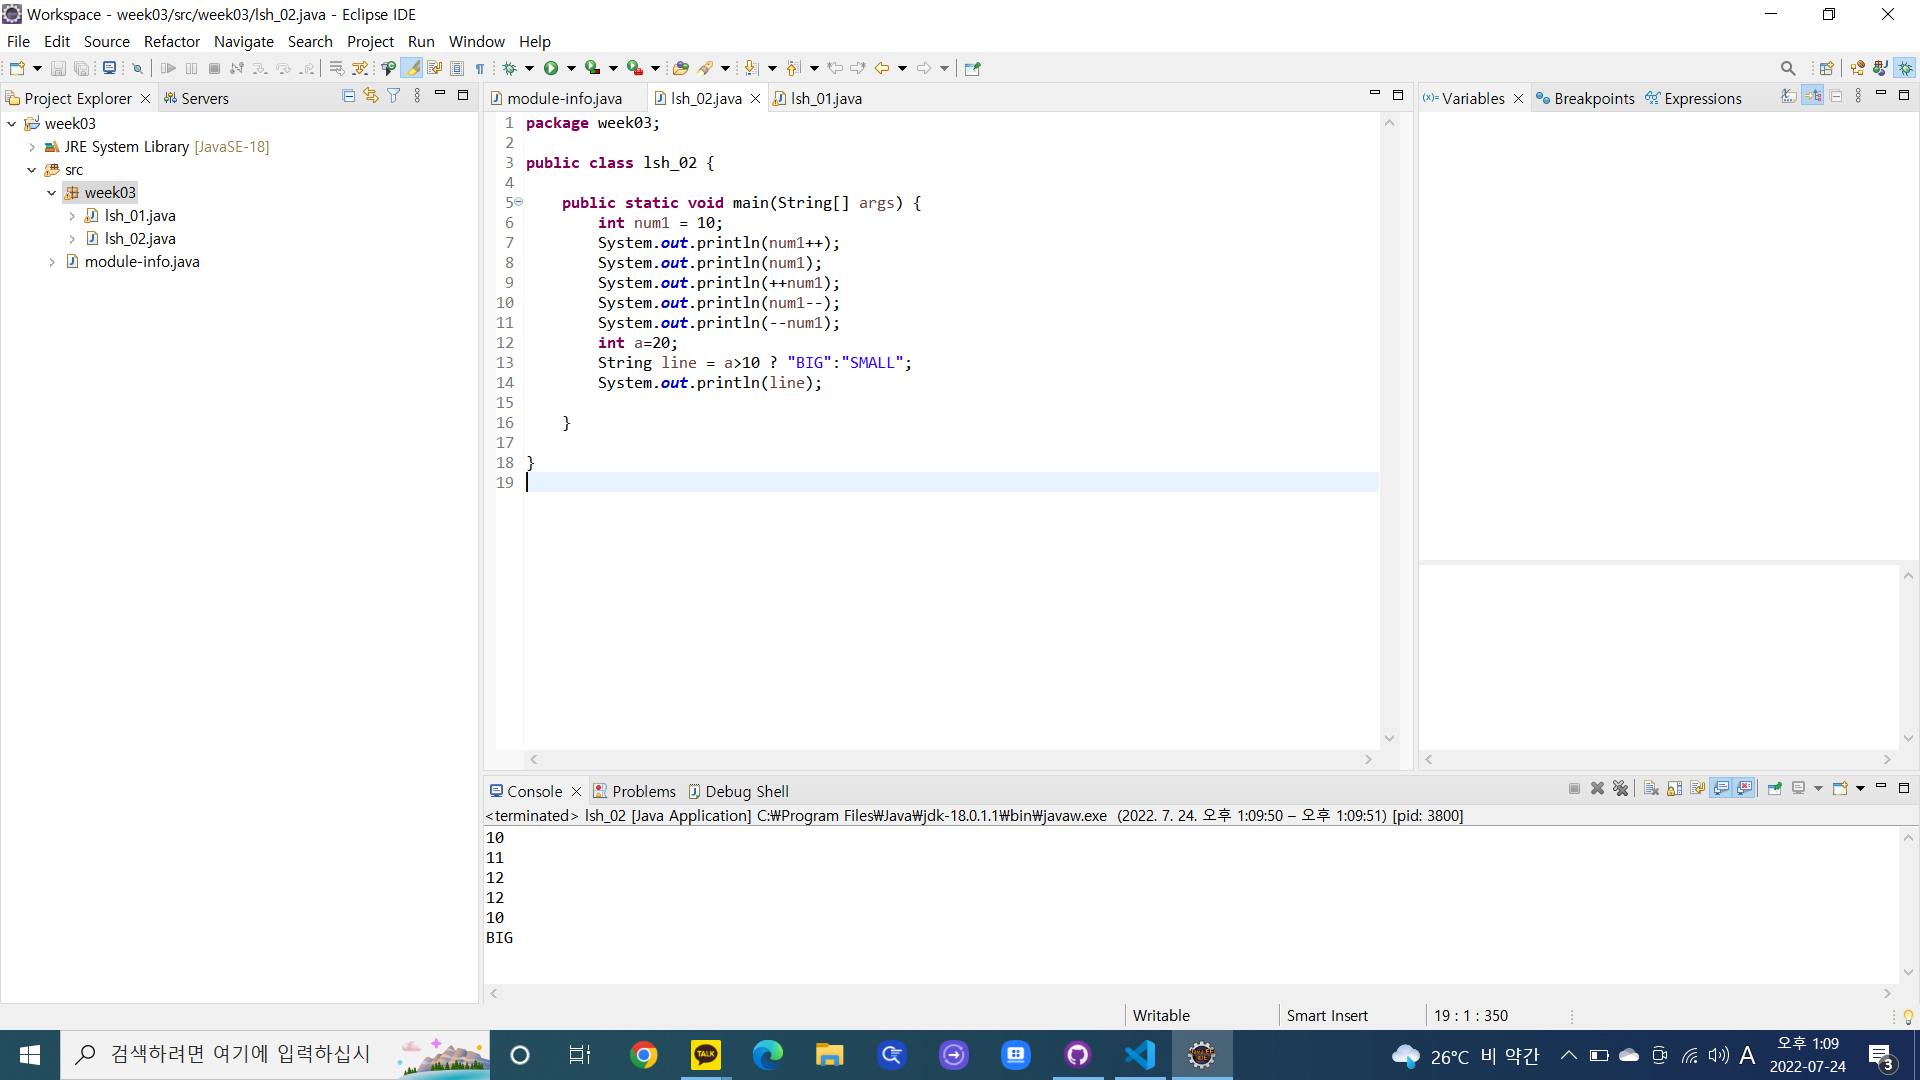 Workspace - week03/src/week03/lsh_02.java - Eclipse IDE
File Edit Source Refactor Navigate Search Project Run Window Help
Project Explorer
Servers
week03
JRE System Library [JavaSE-18]
src
week03
lsh_01.java
lsh_02.java
module-info.java
module-info.java
lsh_02.java
lsh_01.java
1 package week03;
2
3 public class lsh_02 {
4
5 public static void main(String[] args) {
6 int num1 = 10;
7 System.out.println(num1++);
8 System.out.println(num1);
9 System.out.println(++num1);
10 System.out.println(num1--);
11 System.out.println(--num1);
12 int a=20;
13 String line = a>10 ? "BIG":"SMALL";
14 System.out.println(line);
15
16 }
17
18 }
19
(x)= Variables
Breakpoints
Expressions
Console
Problems
Debug Shell
<terminated> lsh_02 [Java Application] C:₩Program Files₩Java₩jdk-18.0.1.1₩bin₩javaw.exe (2022. 7. 24. 오후 1:09:50 – 오후 1:09:51) [pid: 3800]
10
11
12
12
10
BIG
Writable
Smart Insert
19 : 1 : 350
검색하려면 여기에 입력하십시
TALK
26°C 비 약간
A
오후 1:09
2022-07-24
3